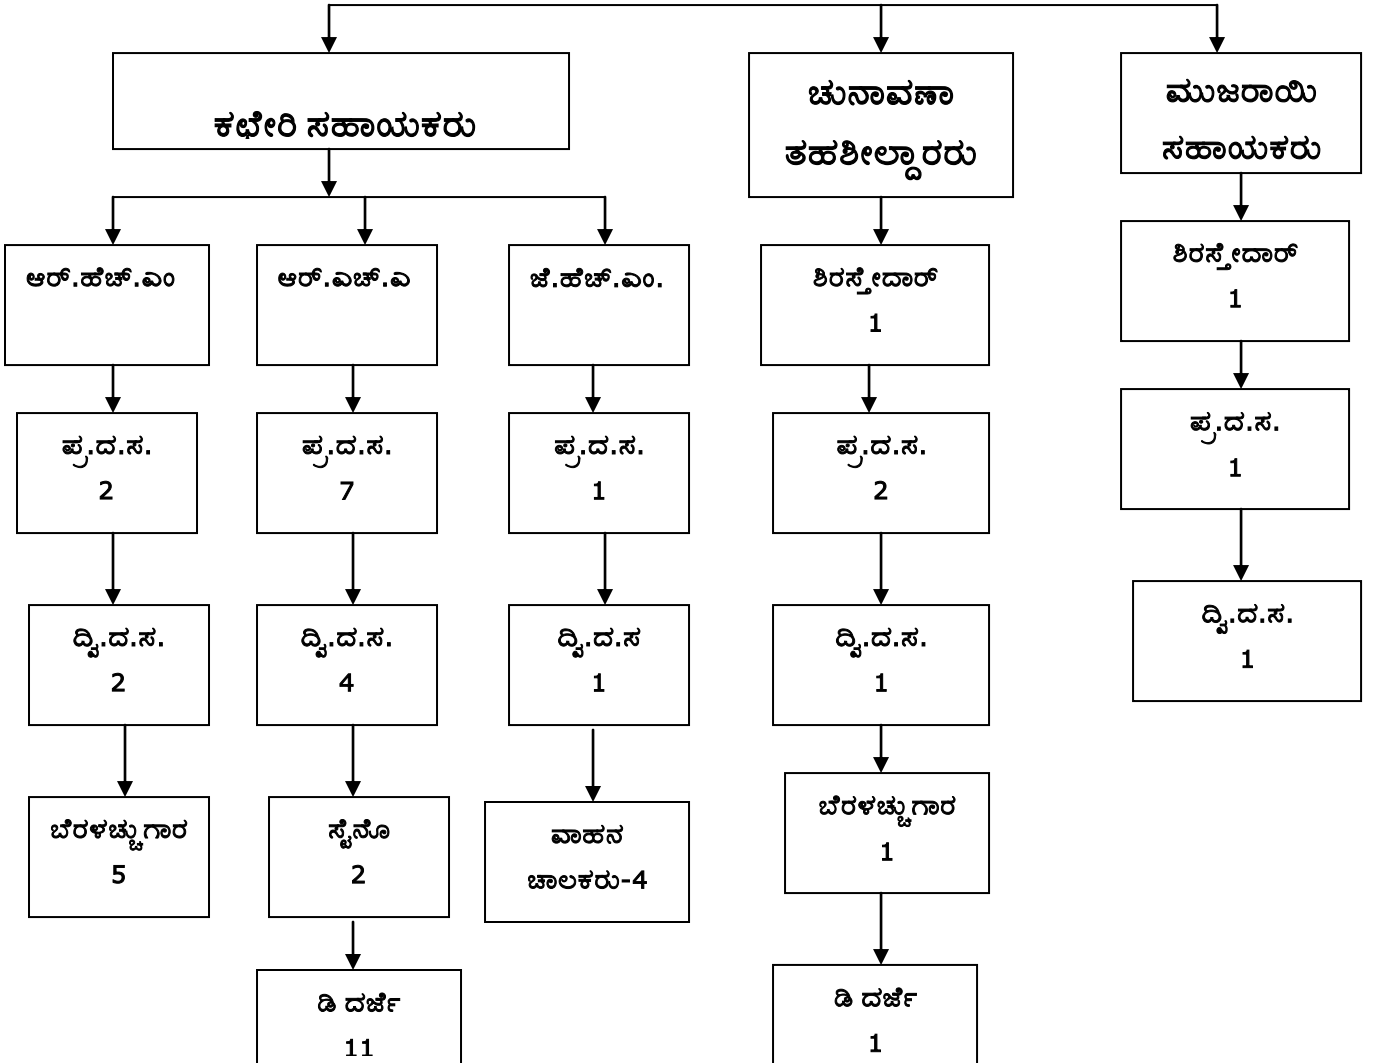 ಕಛೇರಿ ಸಹಾಯಕರು
ಚುನಾವಣಾ
ತಹಶೀಲ್ದಾರರು
ಮುಜರಾಯಿ
ಸಹಾಯಕರು
ಆರ್.ಹೆಚ್.ಎಂ
ಆರ್.ಎಚ್.ಎ
ಜೆ.ಹೆಚ್.ಎಂ.
ಶಿರಸ್ತೇದಾರ್
1
ಶಿರಸ್ತೇದಾರ್
1
ಪ್ರ.ದ.ಸ.
2
ಪ್ರ.ದ.ಸ.
7
ಪ್ರ.ದ.ಸ.
1
ಪ್ರ.ದ.ಸ.
2
ಪ್ರ.ದ.ಸ.
1
ದ್ವಿ.ದ.ಸ.
2
ದ್ವಿ.ದ.ಸ.
4
ದ್ವಿ.ದ.ಸ
1
ದ್ವಿ.ದ.ಸ.
1
ದ್ವಿ.ದ.ಸ.
1
ಬೆರಳಚ್ಚುಗಾರ
5
ಸ್ಟೆನೊ
2
ವಾಹನ
ಚಾಲಕರು-4
ಬೆರಳಚ್ಚುಗಾರ
1
ಡಿ ದರ್ಜೆ
11
ಡಿ ದರ್ಜೆ
1